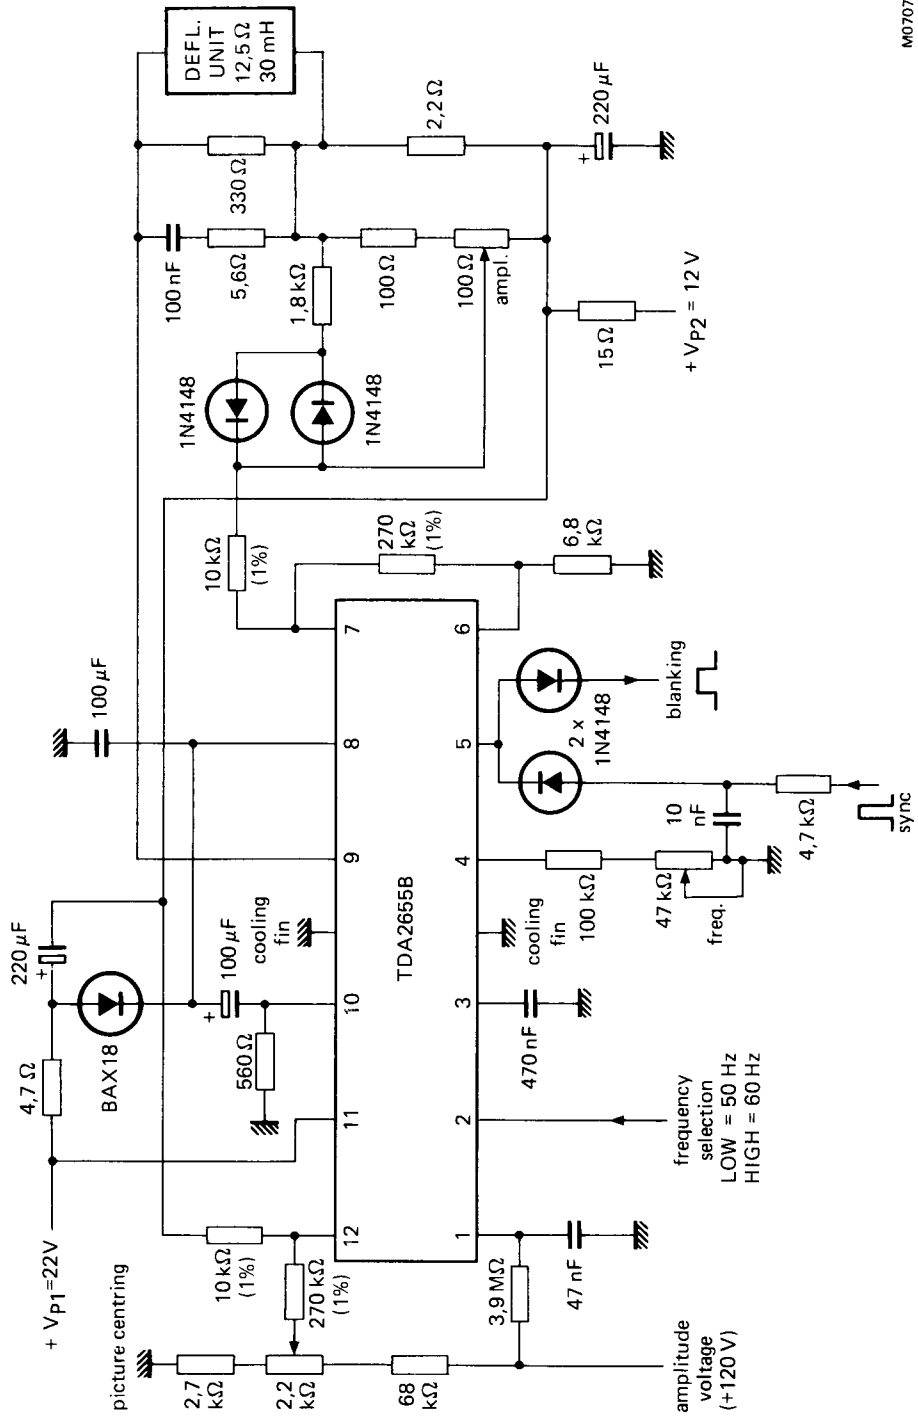 M0707
DEFL.
UNIT
12,5 Ω
30 mH
330 Ω
2,2 Ω
220 μF
+
100 nF
5,6 Ω
1,8 kΩ
100 Ω
100 Ω
ampl.
15 Ω
+ VP2 = 12 V
1N4148
1N4148
10 kΩ
(1%)
270
kΩ
(1%)
6,8
kΩ
100 μF
220 μF
+
4,7 Ω
BAX18
+
100 μF
560 Ω
cooling
fin
+ VP1 = 22V
10 kΩ
(1%)
270 kΩ
(1%)
picture centring
2,7
kΩ
2,2
kΩ
68
kΩ
12
11
10
9
8
7
TDA2655B
1
2
3
4
5
6
3,9 MΩ
47 nF
amplitude
voltage
(+120 V)
frequency
selection
LOW = 50 Hz
HIGH = 60 Hz
470 nF
cooling
fin
100 kΩ
47 kΩ
freq.
10
nF
4,7 kΩ
sync
2 x
1N4148
blanking